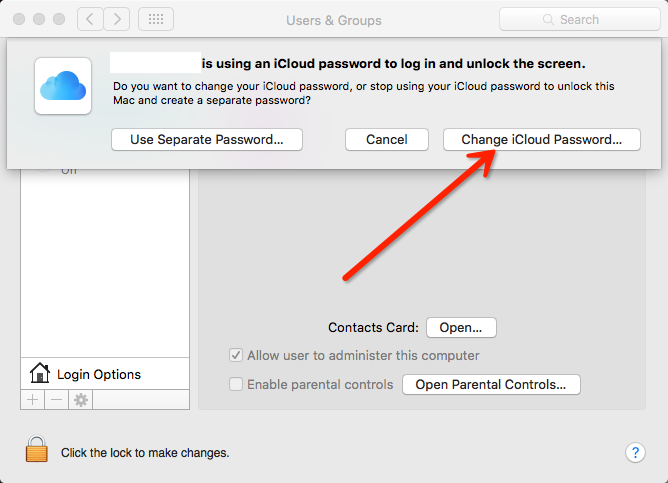 Users & Groups
Search
is using an iCloud password to log in and unlock the screen.
Do you want to change your iCloud password, or stop using your iCloud password to unlock this
Mac and create a separate password?
Use Separate Password...
Cancel
Change iCloud Password...
Off
Contacts Card:
Open...
Allow user to administer this computer
Enable parental controls
Open Parental Controls...
Login Options
Click the lock to make changes.
?